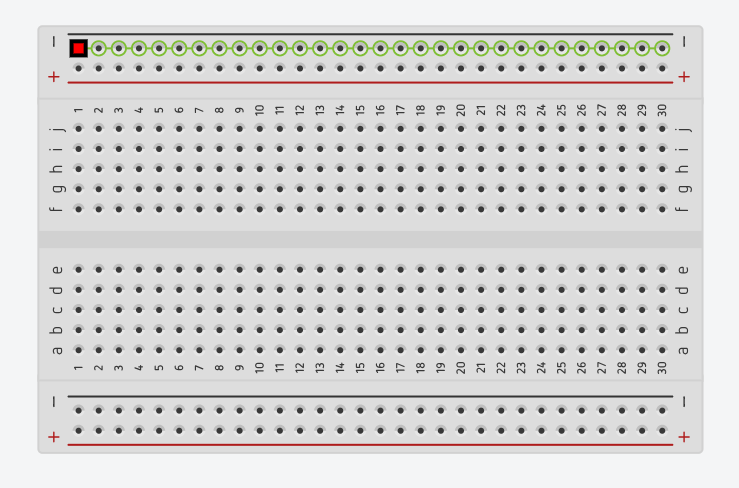 − −
+ +
1 2 3 4 5 6 7 8 9 10 11 12 13 14 15 16 17 18 19 20 21 22 23 24 25 26 27 28 29 30
j j
i i
h h
g g
f f
e e
d d
c c
b b
a a
1 2 3 4 5 6 7 8 9 10 11 12 13 14 15 16 17 18 19 20 21 22 23 24 25 26 27 28 29 30
− −
+ +